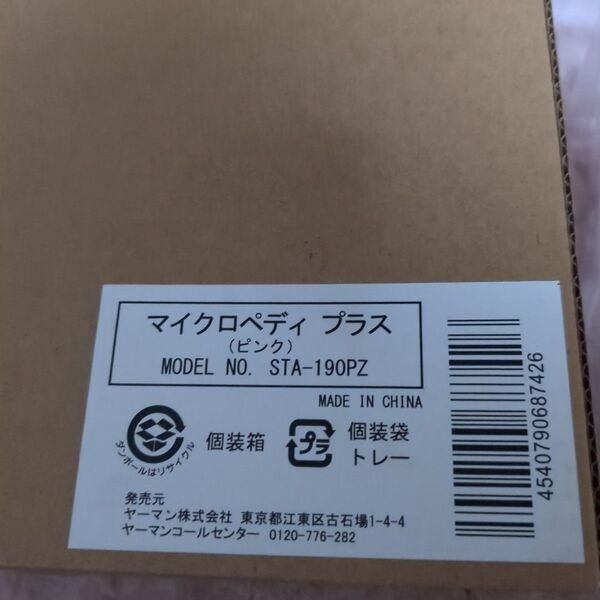 マイクロペディ プラス
(ピンク)
MODEL NO. STA-190PZ
MADE IN CHINA
ダンボールはリサイクル
個装箱
プラ
個装袋
トレー
発売元
ヤーマン株式会社 東京都江東区古石場1-4-4
ヤーマンコールセンター 0120-776-282
4540790687426